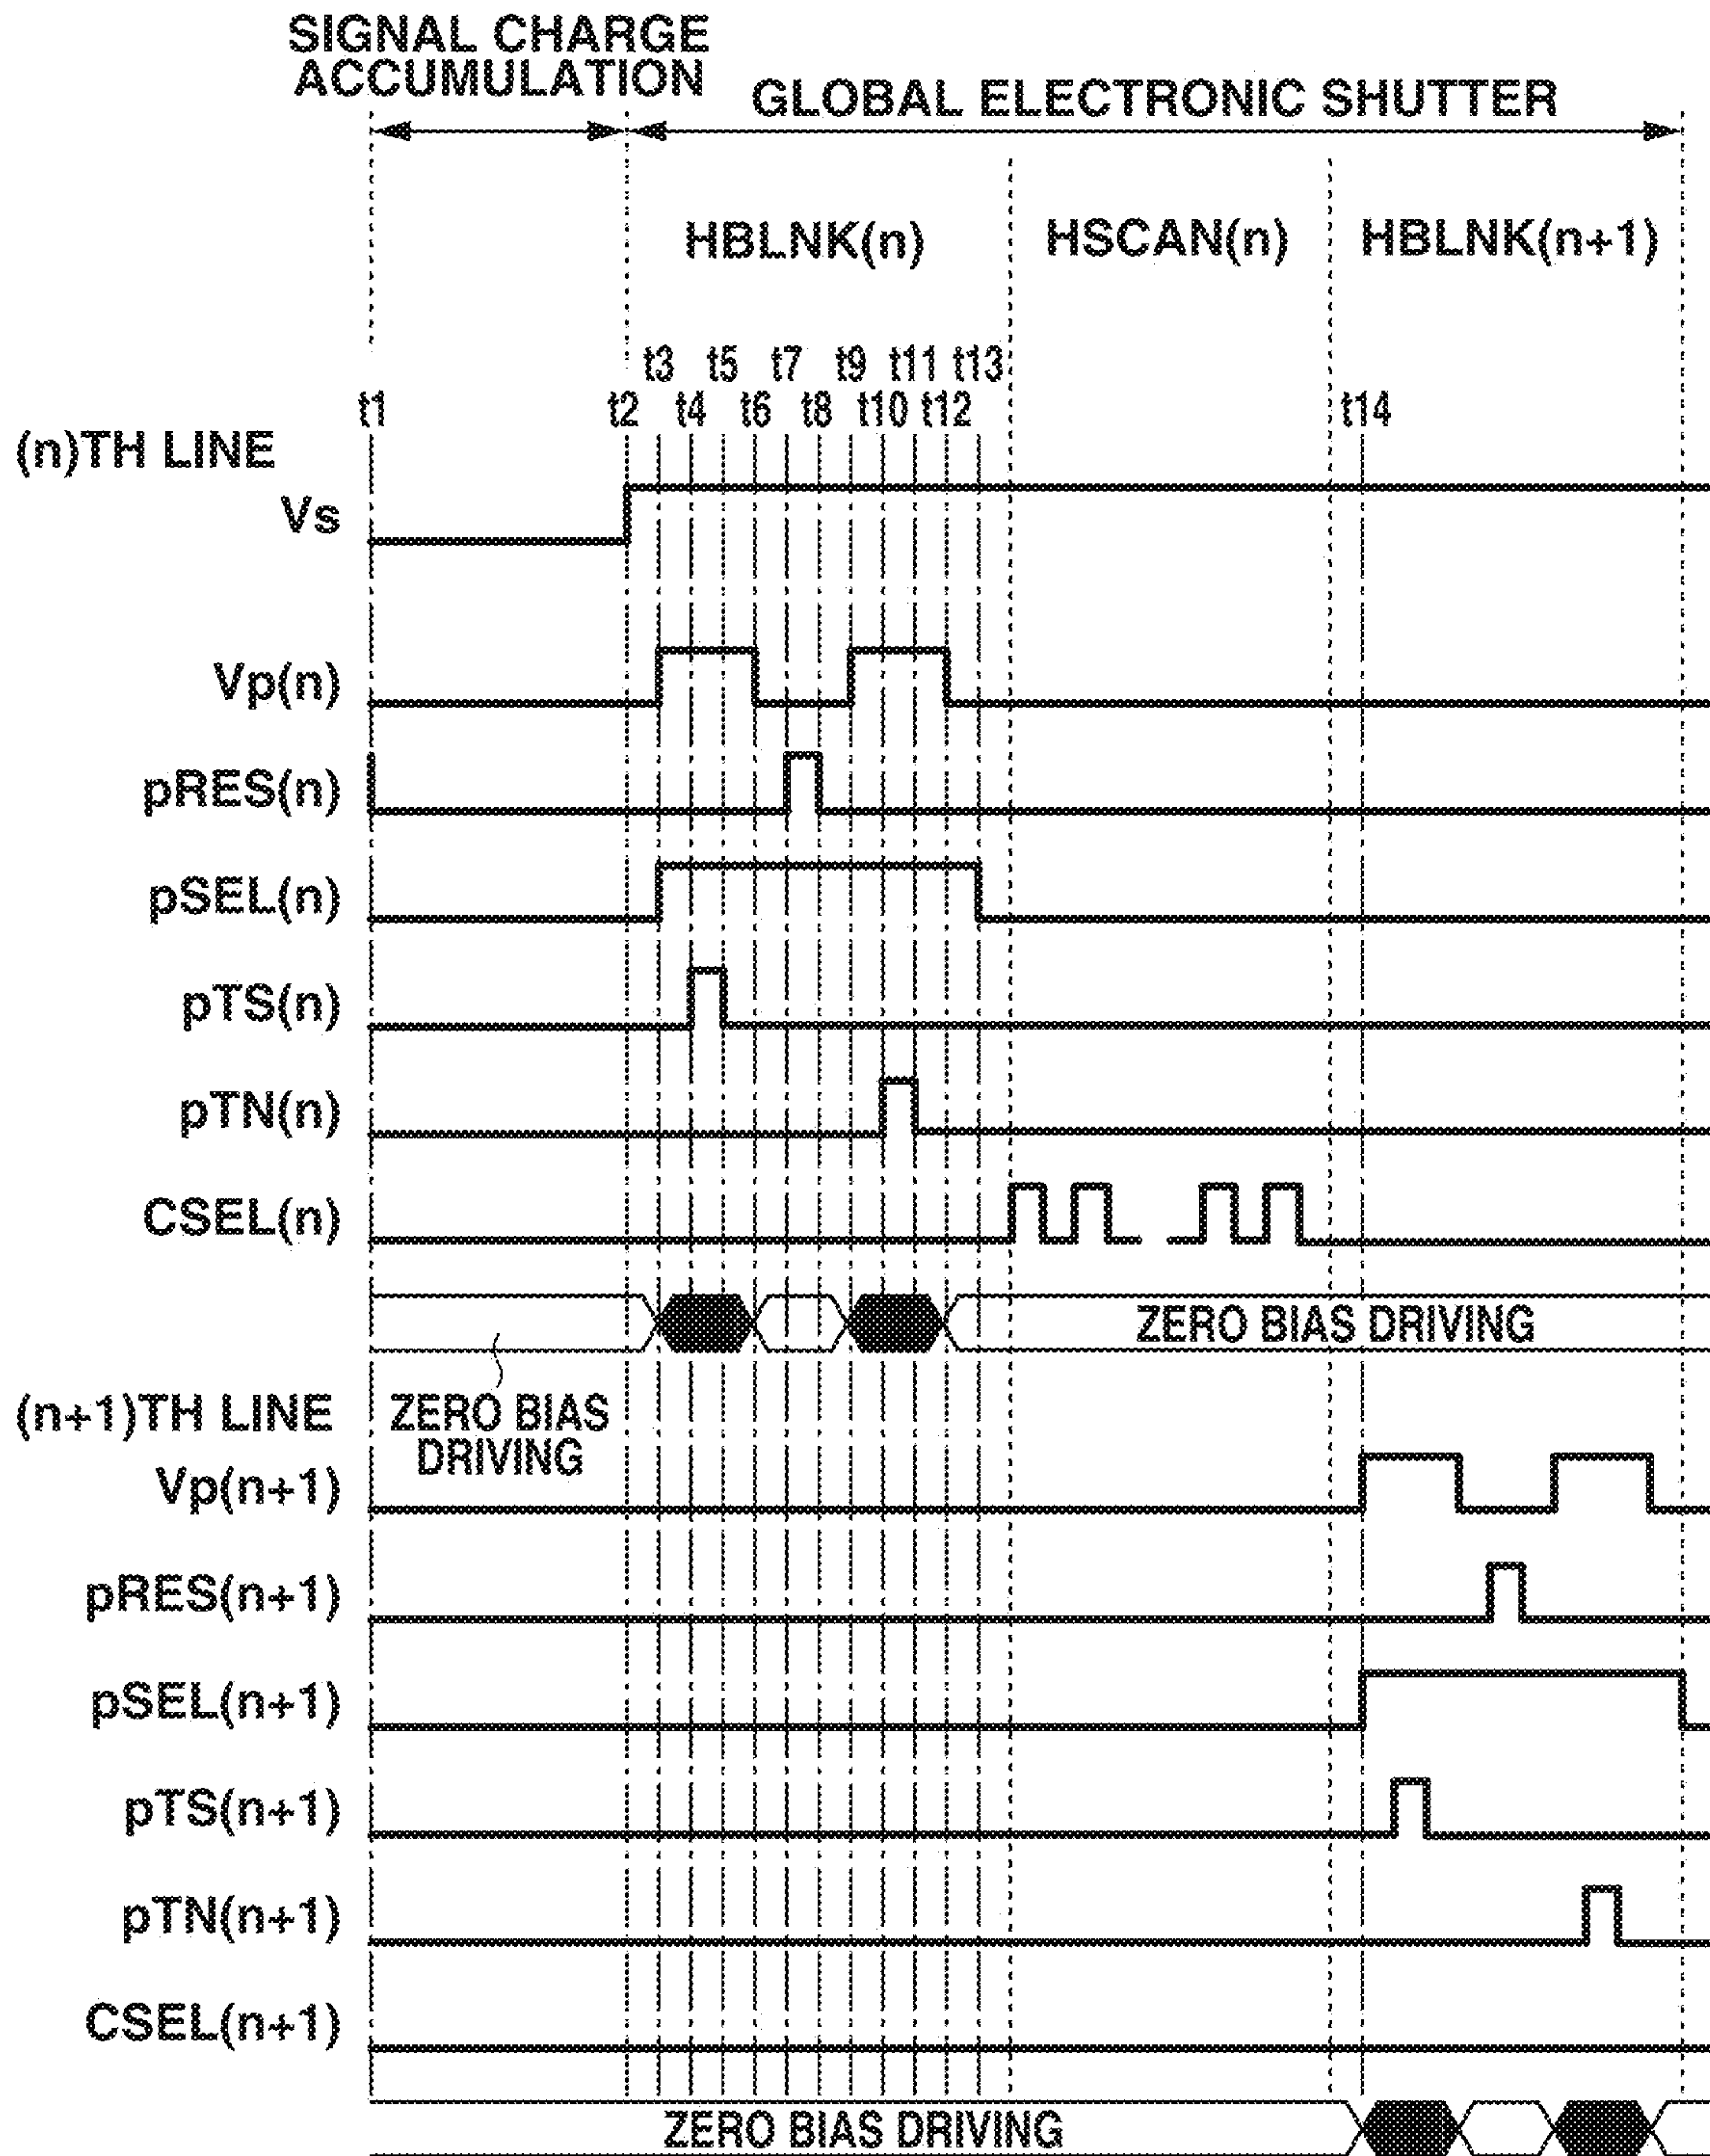 SIGNAL CHARGE
ACCUMULATION
GLOBAL ELECTRONIC SHUTTER
HBLNK(n) HSCAN(n) HBLNK(n+1)
t3 t5 t7 t9 t11 t13
t1 t2 t4 t6 t8 t10 t12 t14
(n)TH LINE
Vs
Vp(n)
pRES(n)
pSEL(n)
pTS(n)
pTN(n)
CSEL(n)
ZERO BIAS DRIVING
(n+1)TH LINE
ZERO BIAS
DRIVING
Vp(n+1)
pRES(n+1)
pSEL(n+1)
pTS(n+1)
pTN(n+1)
CSEL(n+1)
ZERO BIAS DRIVING